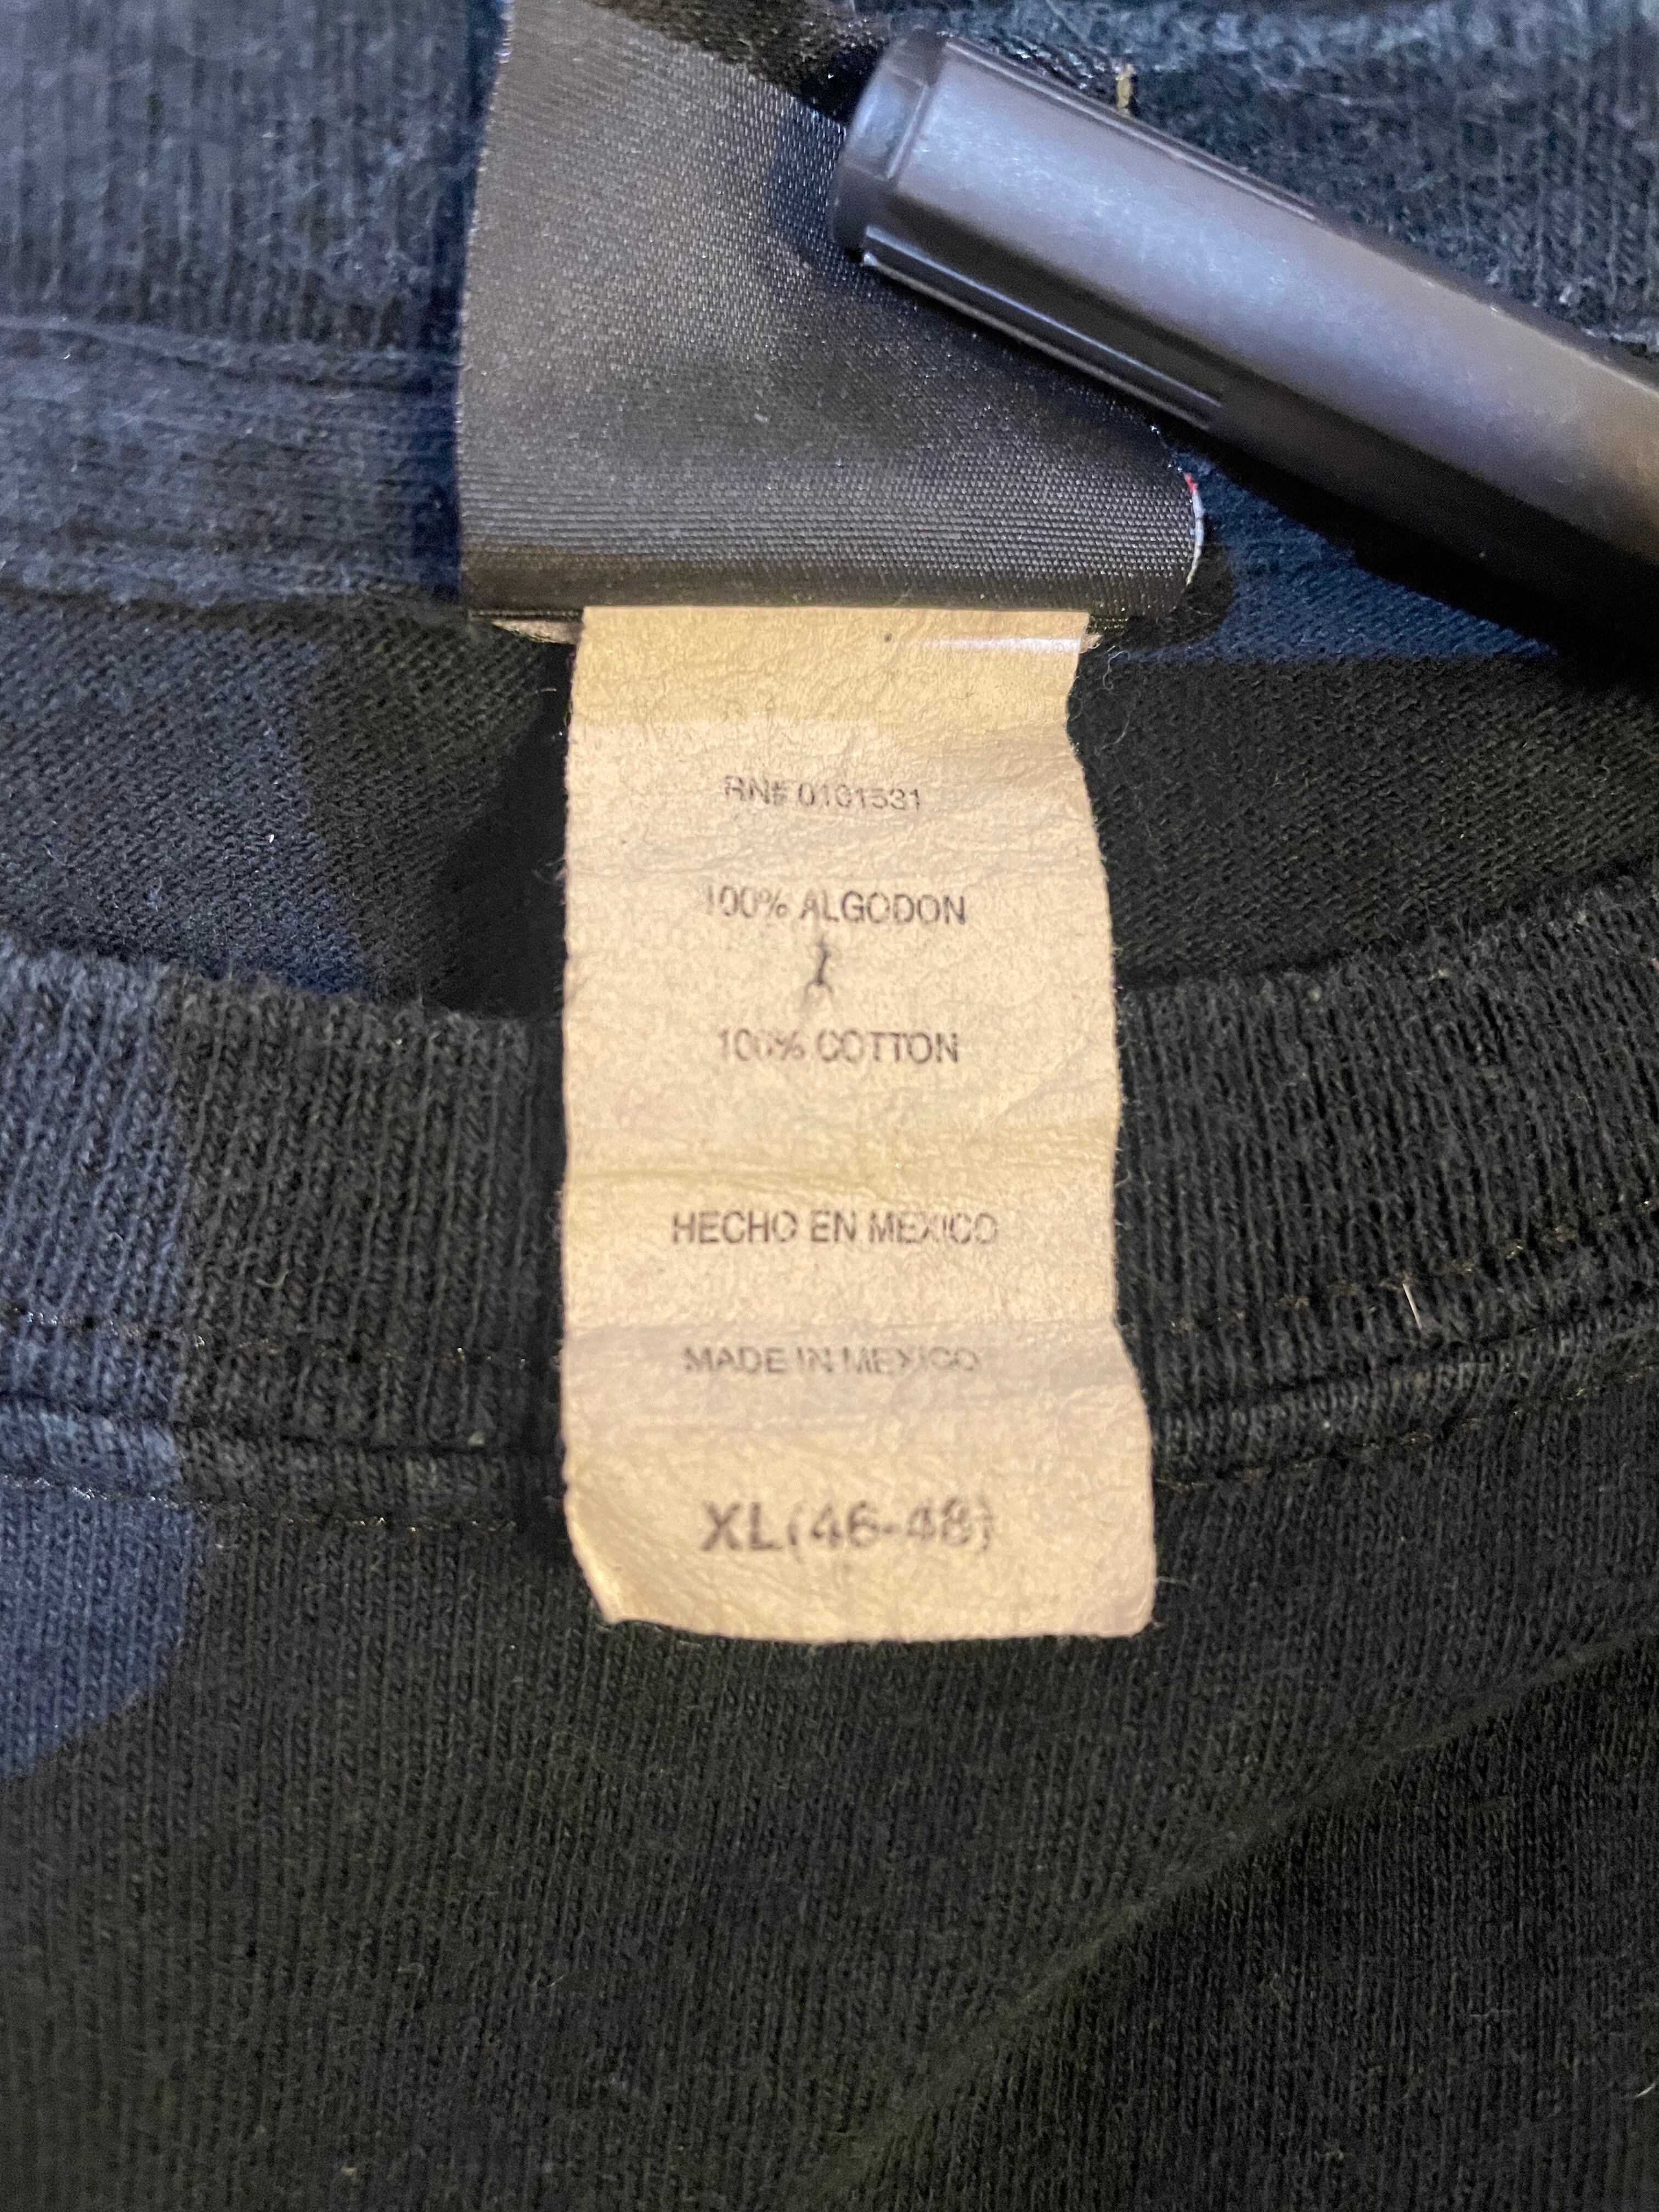 RN# 0101531
100% ALGODON
100% COTTON
HECHO EN MEXICO
MADE IN MEXICO
XL(46-48)